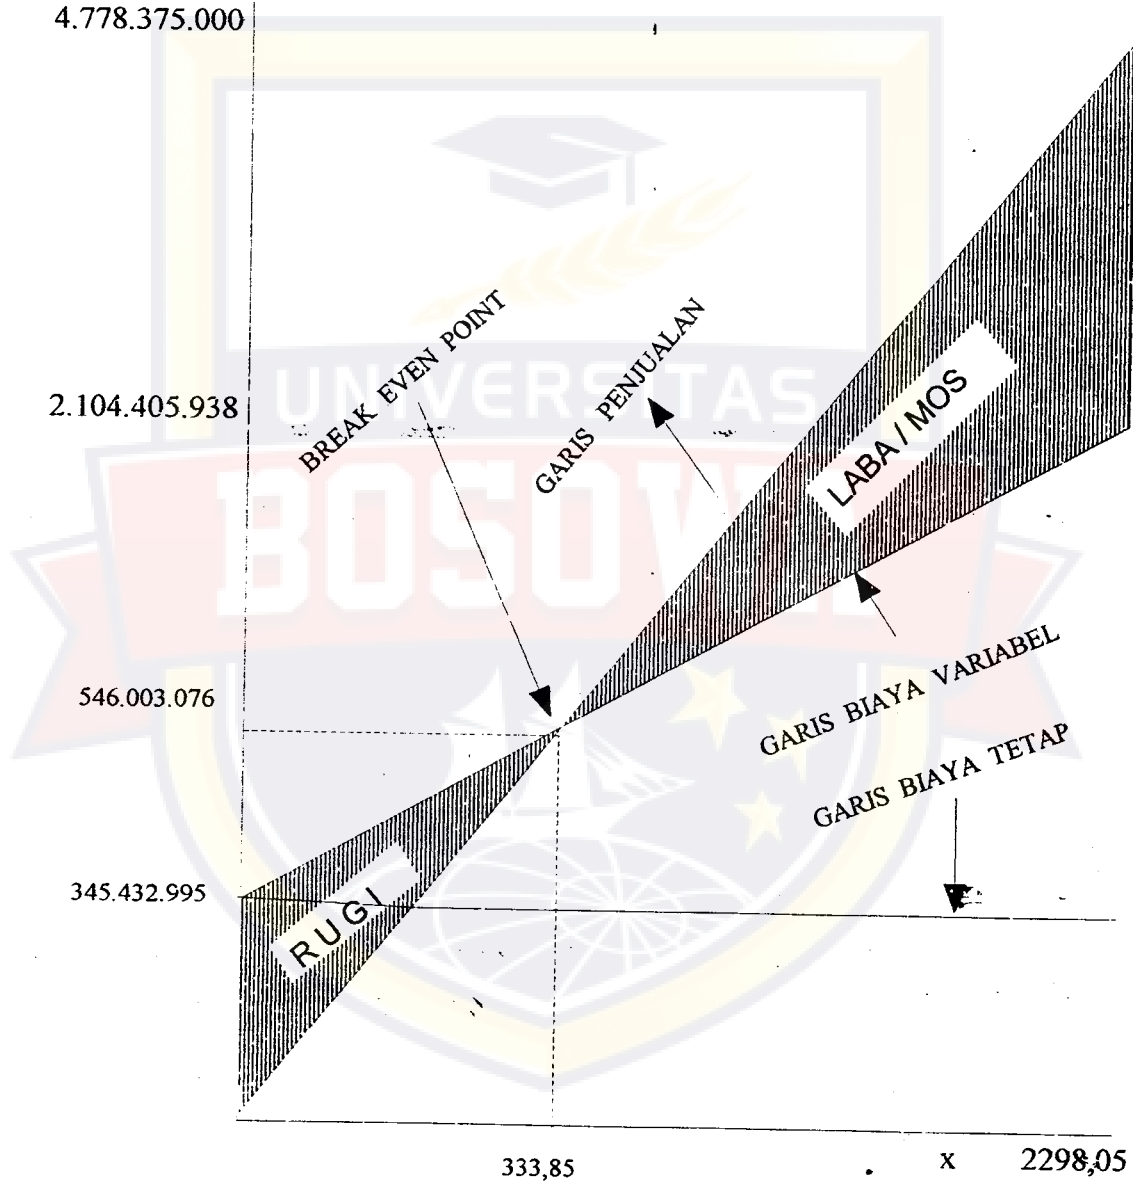 4.778.375.000
BREAK EVEN POINT
GARIS PENJUALAN
UNIVERSITAS
2.104.405.938
LABA / MOS
BOSOWA
546.003.076
GARIS BIAYA VARIABEL
GARIS BIAYA TETAP
345.432.995
RUGI
333,85
x 2298,05